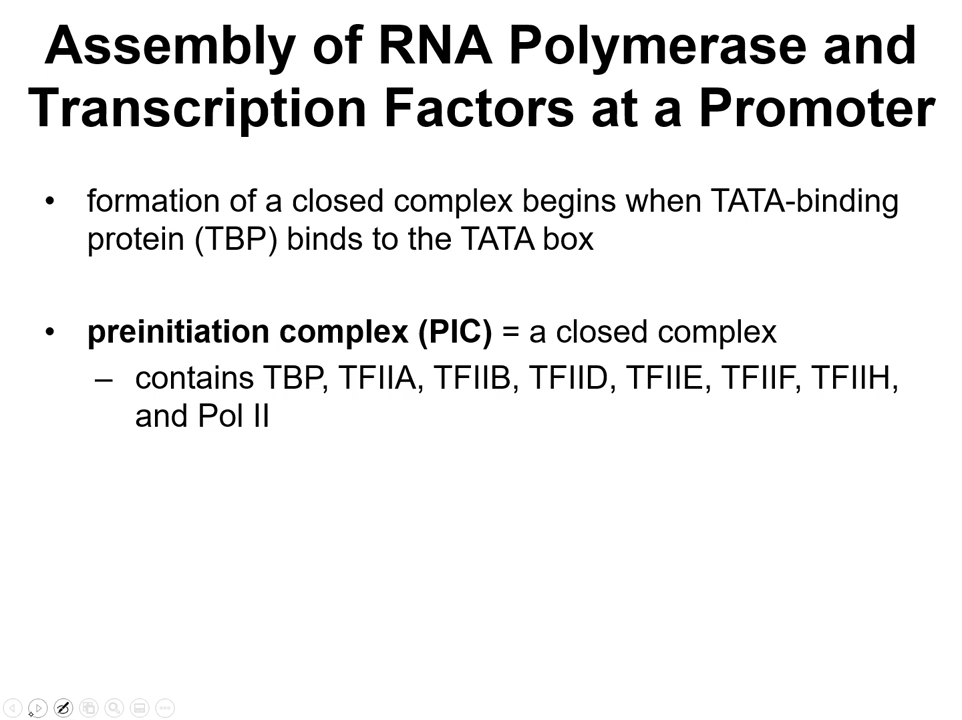 Assembly of RNA Polymerase and
Transcription Factors at a Promoter
• formation of a closed complex begins when TATA-binding
protein (TBP) binds to the TATA box
• preinitiation complex (PIC) = a closed complex
– contains TBP, TFIIA, TFIIB, TFIID, TFIIE, TFIIF, TFIIH,
and Pol II